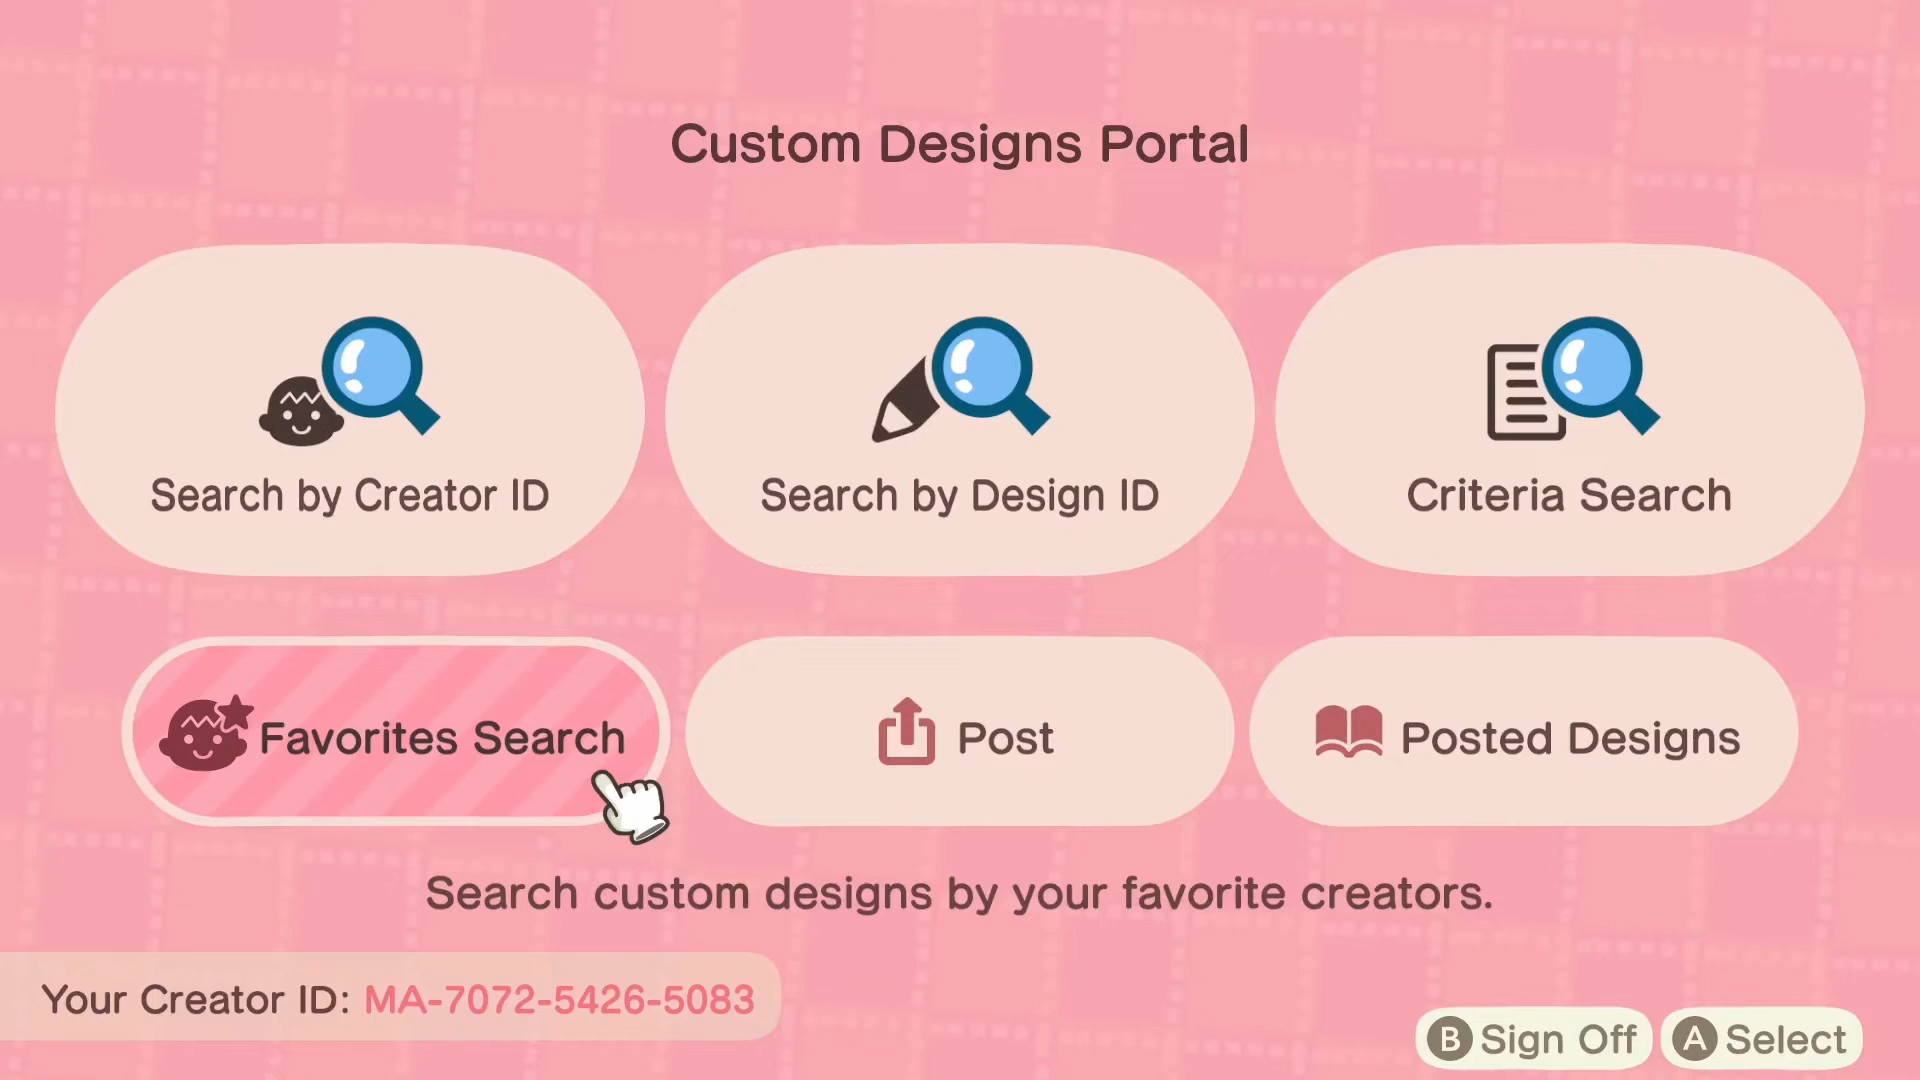 Custom Designs Portal
Search by Creator ID
Search by Design ID
Criteria Search
Favorites Search
Post
Posted Designs
Search custom designs by your favorite creators.
Your Creator ID: MA-7072-5426-5083
B Sign Off
A Select